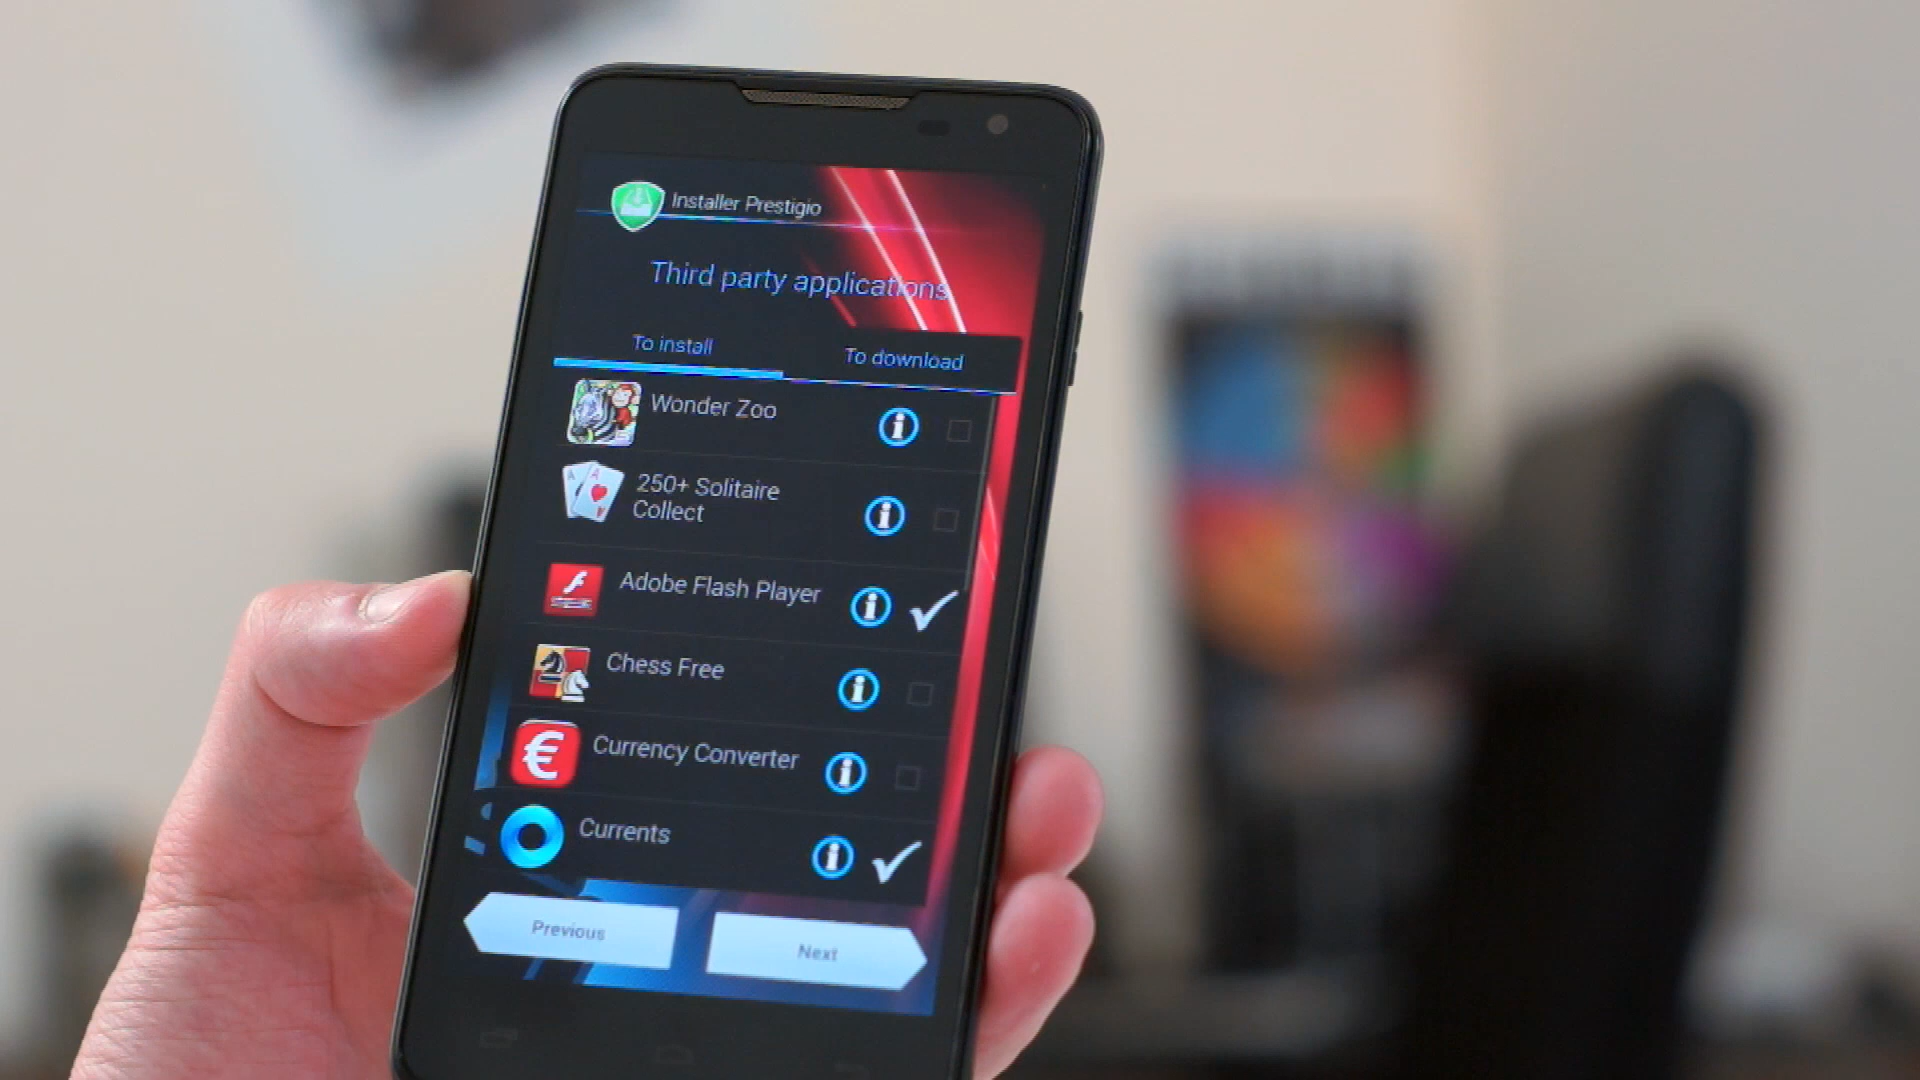 Installer Prestigio
Third party applications
To install
To download
Wonder Zoo
250+ Solitaire
Collect
Adobe Flash Player
Chess Free
Currency Converter
Currents
Previous
Next